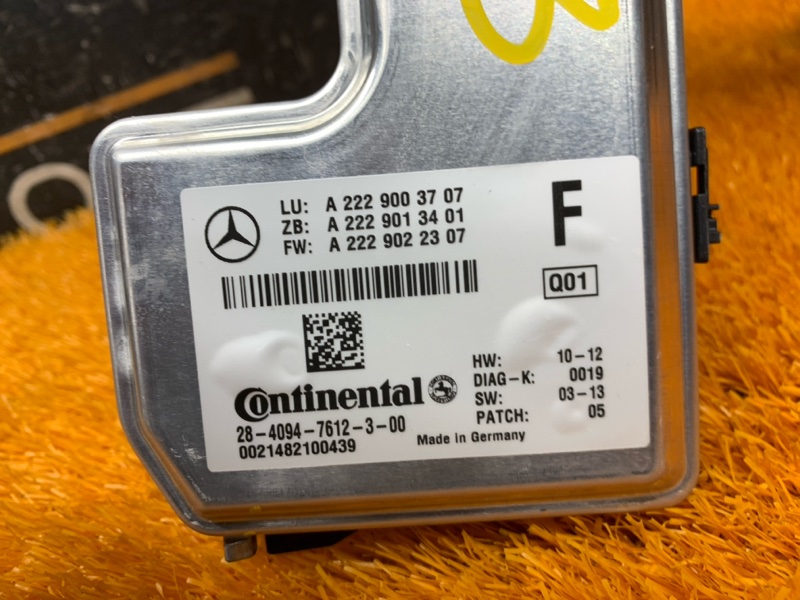 LU: A 222 900 37 07
ZB: A 222 901 34 01
FW: A 222 902 23 07
F
Q01
Continental
28-4094-7612-3-00
0021482100439
HW: 10-12
DIAG-K: 0019
SW: 03-13
PATCH: 05
Made in Germany